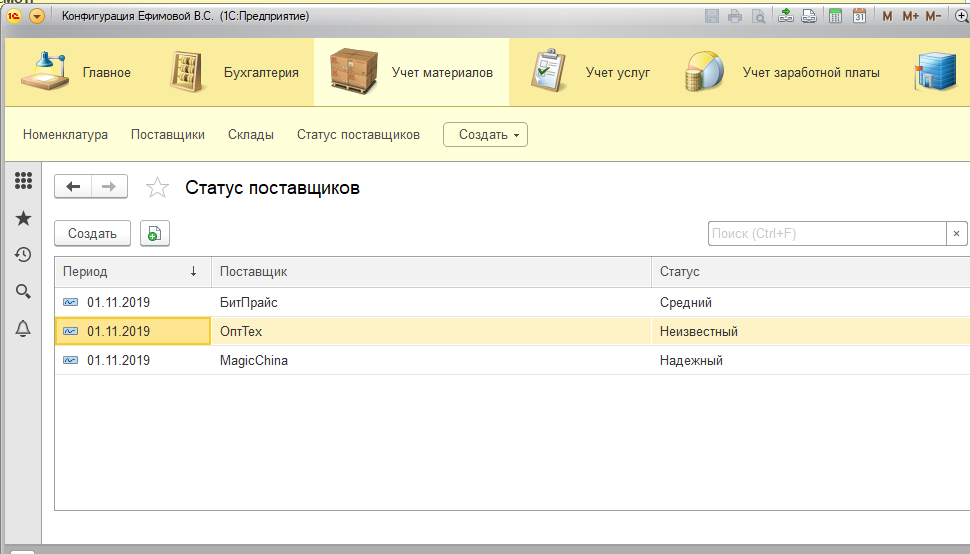 Конфигурация Ефимовой В.С. (1С:Предприятие)
31 M M+ M-
Главное Бухгалтерия Учет материалов Учет услуг Учет заработной платы
Номенклатура Поставщики Склады Статус поставщиков Создать
Статус поставщиков
Создать Поиск (Ctrl+F) ×
Период ↓ Поставщик Статус
01.11.2019 БитПрайс Средний
01.11.2019 ОптТех Неизвестный
01.11.2019 MagicChina Надежный